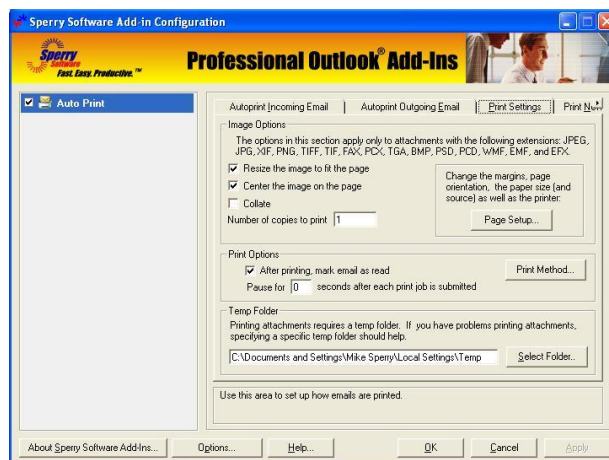 Sperry Software Add-in Configuration
Sperry
Software
Fast. Easy. Productive.™
Professional Outlook® Add-Ins
Auto Print
Autoprint Incoming Email
Autoprint Outgoing Email
Print Settings
Print Now
Image Options
The options in this section apply only to attachments with the following extensions: JPEG,
JPG, XIF, PNG, TIFF, TIF, FAX, PCX, TGA, BMP, PSD, PCD, WMF, EMF, and EFX.
Resize the image to fit the page
Center the image on the page
Collate
Number of copies to print 1
Change the margins, page
orientation, the paper size (and
source) as well as the printer:
Page Setup...
Print Options
After printing, mark email as read
Pause for 0 seconds after each print job is submitted
Print Method...
Temp Folder
Printing attachments requires a temp folder. If you have problems printing attachments,
specifying a specific temp folder should help.
C:\Documents and Settings\Mike Sperry\Local Settings\Temp
Select Folder..
Use this area to set up how emails are printed.
About Sperry Software Add-Ins...
Options...
Help...
OK
Cancel
Apply